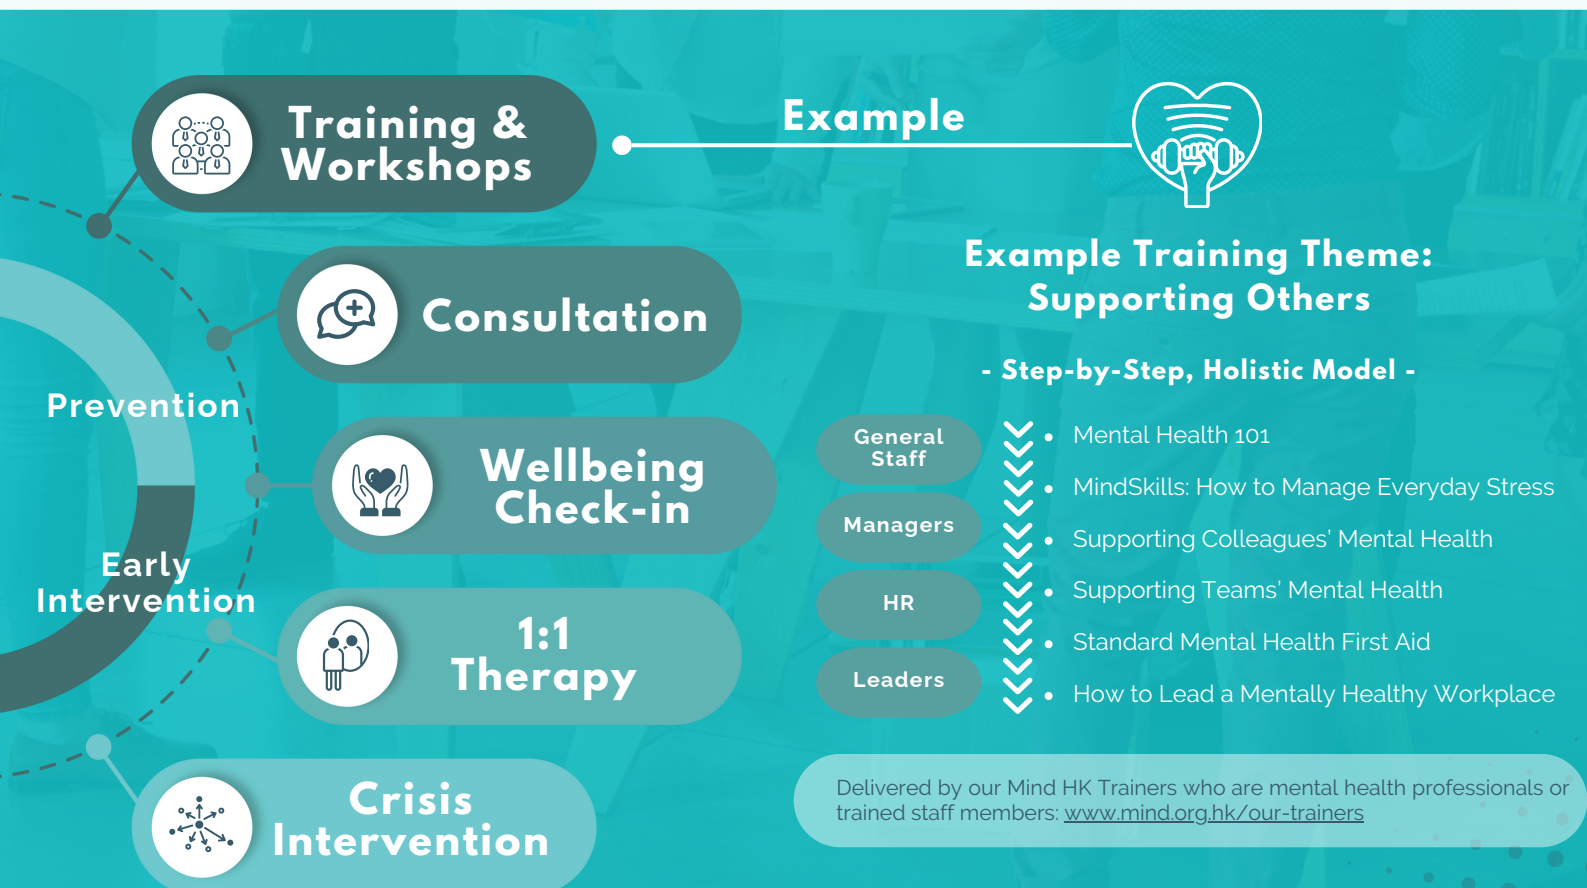 Training &
Workshops
Consultation
Prevention
Wellbeing
Check-in
Early
Intervention
1:1
Therapy
Crisis
Intervention
Example
Example Training Theme:
Supporting Others
- Step-by-Step, Holistic Model -
General
Staff
Managers
HR
Leaders
• Mental Health 101
• MindSkills: How to Manage Everyday Stress
• Supporting Colleagues’ Mental Health
• Supporting Teams’ Mental Health
• Standard Mental Health First Aid
• How to Lead a Mentally Healthy Workplace
Delivered by our Mind HK Trainers who are mental health professionals or
trained staff members: www.mind.org.hk/our-trainers